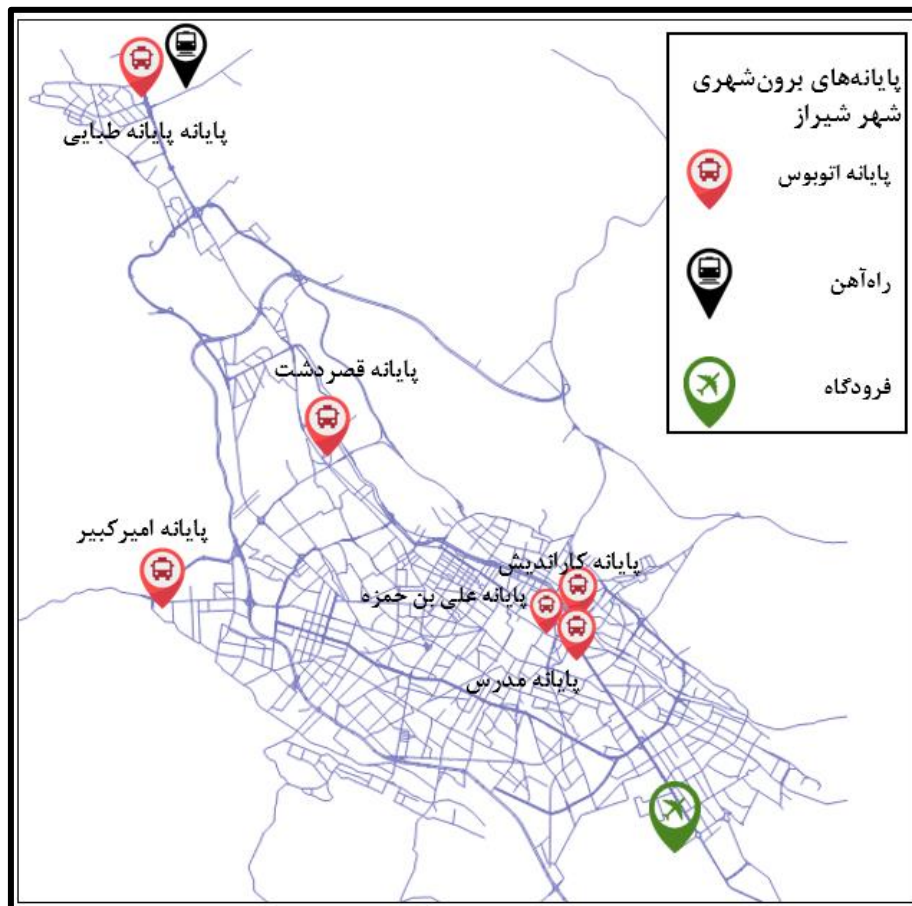 پایانه‌های برون‌شهری
شهر شیراز
پایانه اتوبوس
راه‌آهن
فرودگاه
پایانه پایانه طبایی
پایانه قصردشت
پایانه امیرکبیر
پایانه کاراندیش
پایانه علی بن حمزه
پایانه مدرس